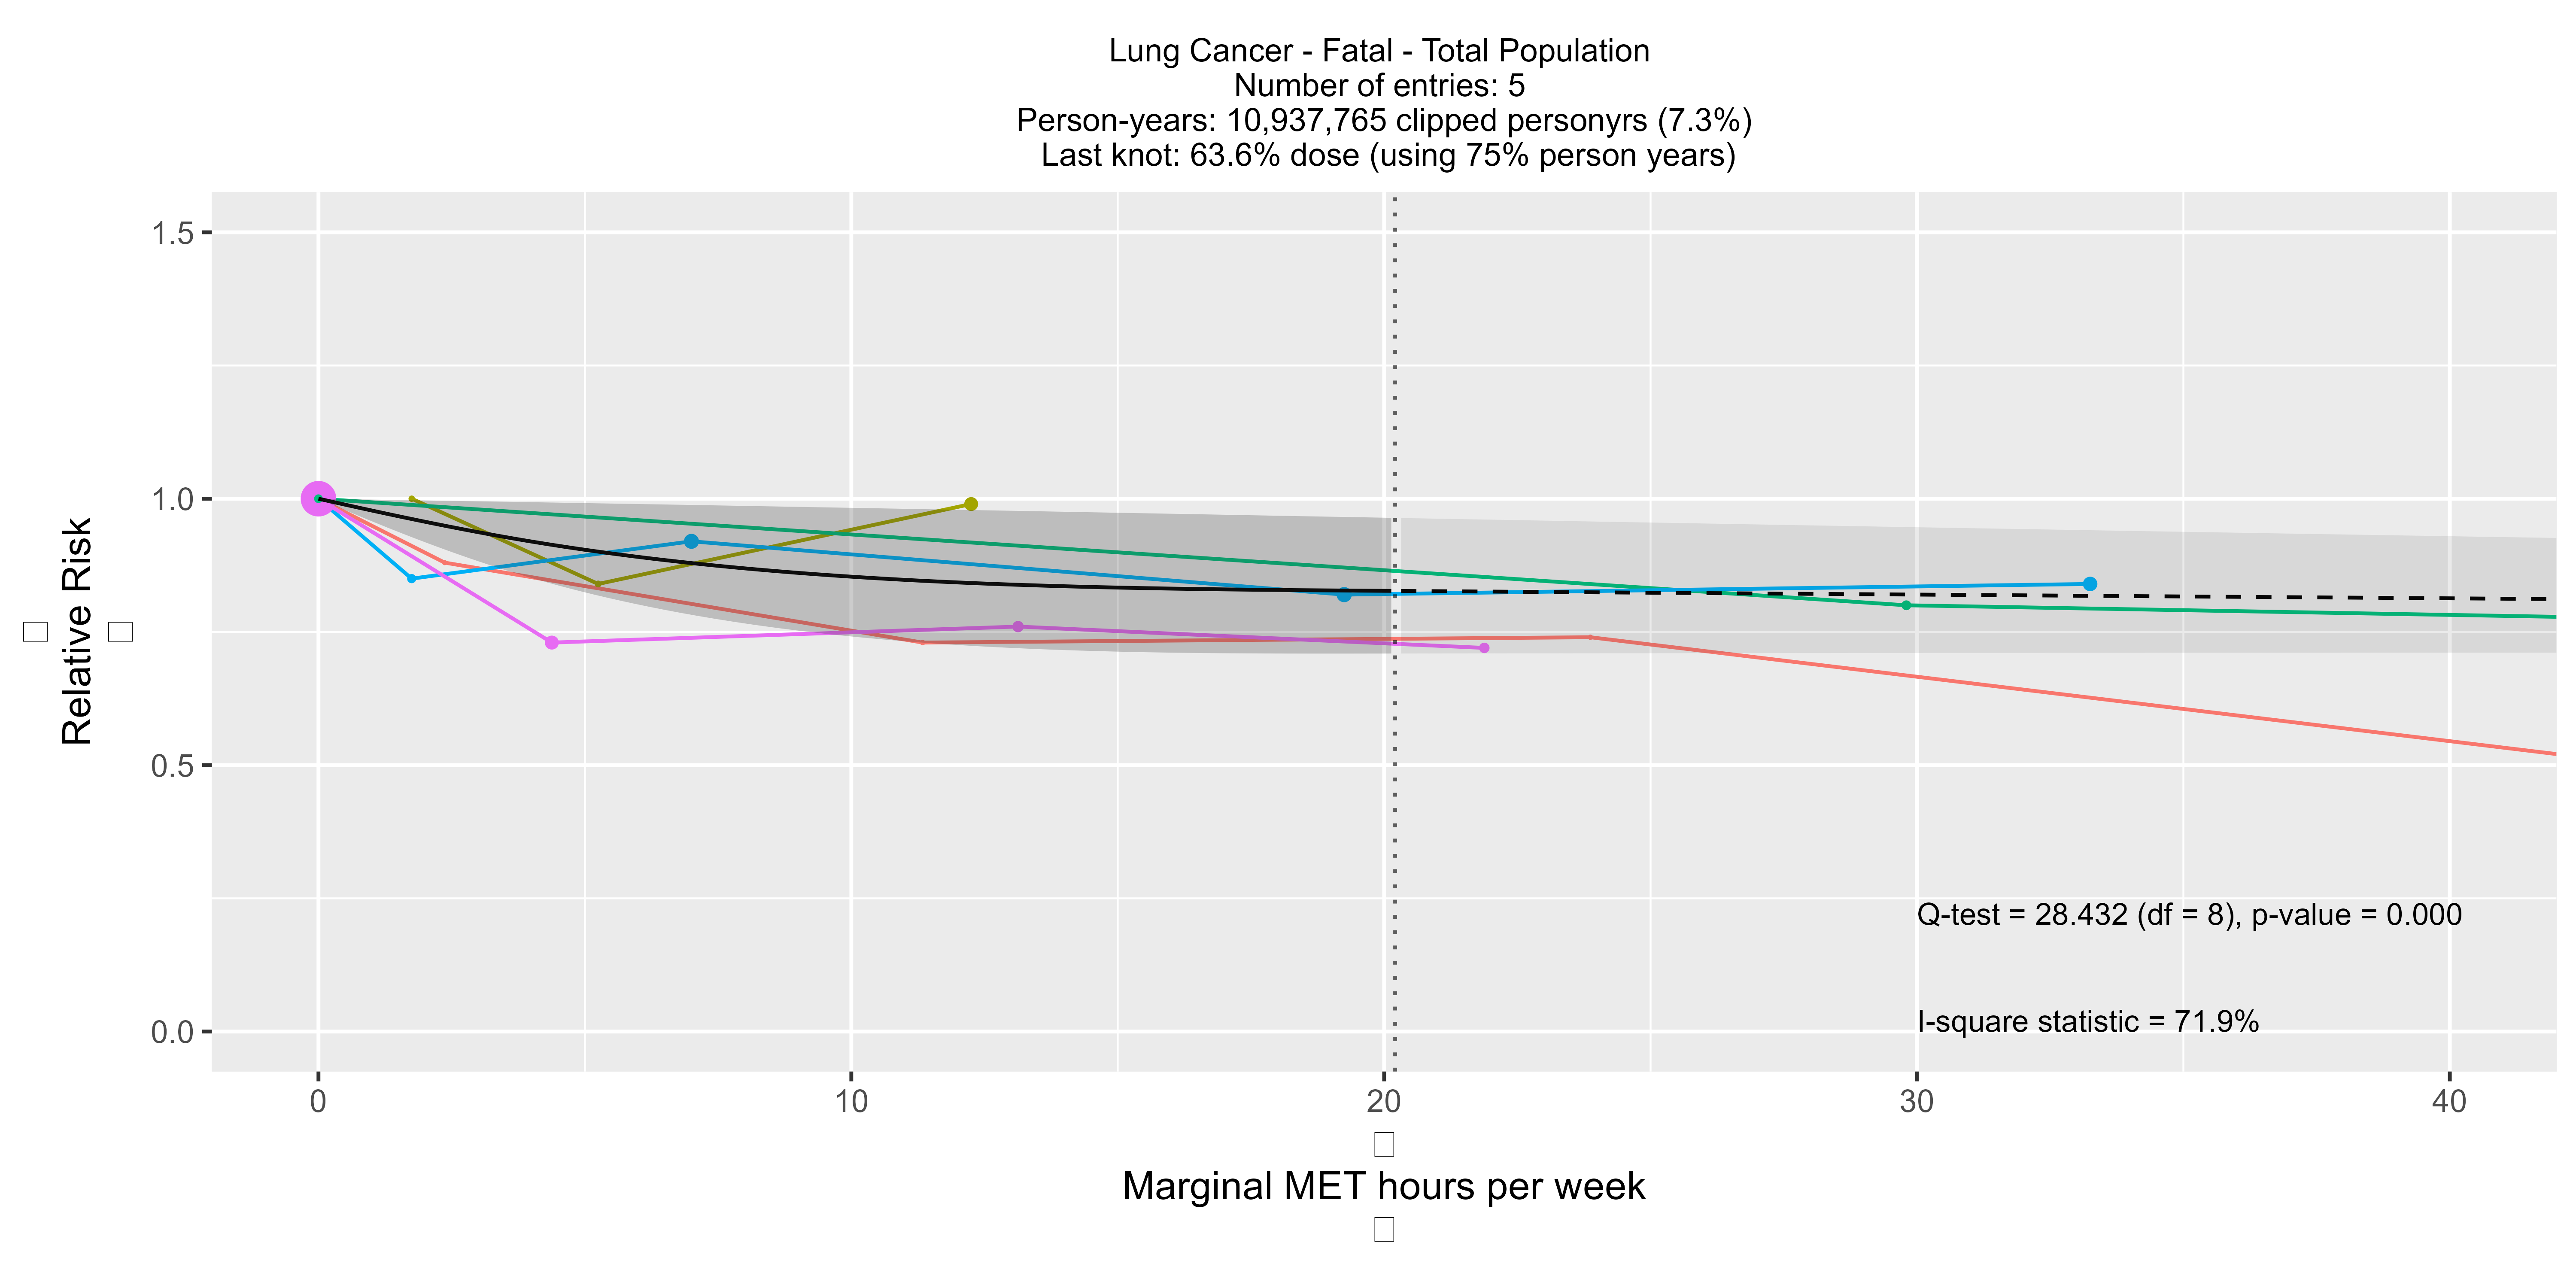 Lung Cancer - Fatal - Total Population
Number of entries: 5
Person-years: 10,937,765 clipped personyrs (7.3%)
Last knot: 63.6% dose (using 75% person years)
Relative Risk
1.5
1.0
0.5
0.0
Q-test = 28.432 (df = 8), p-value = 0.000
I-square statistic = 71.9%
0 10 20 30 40
Marginal MET hours per week